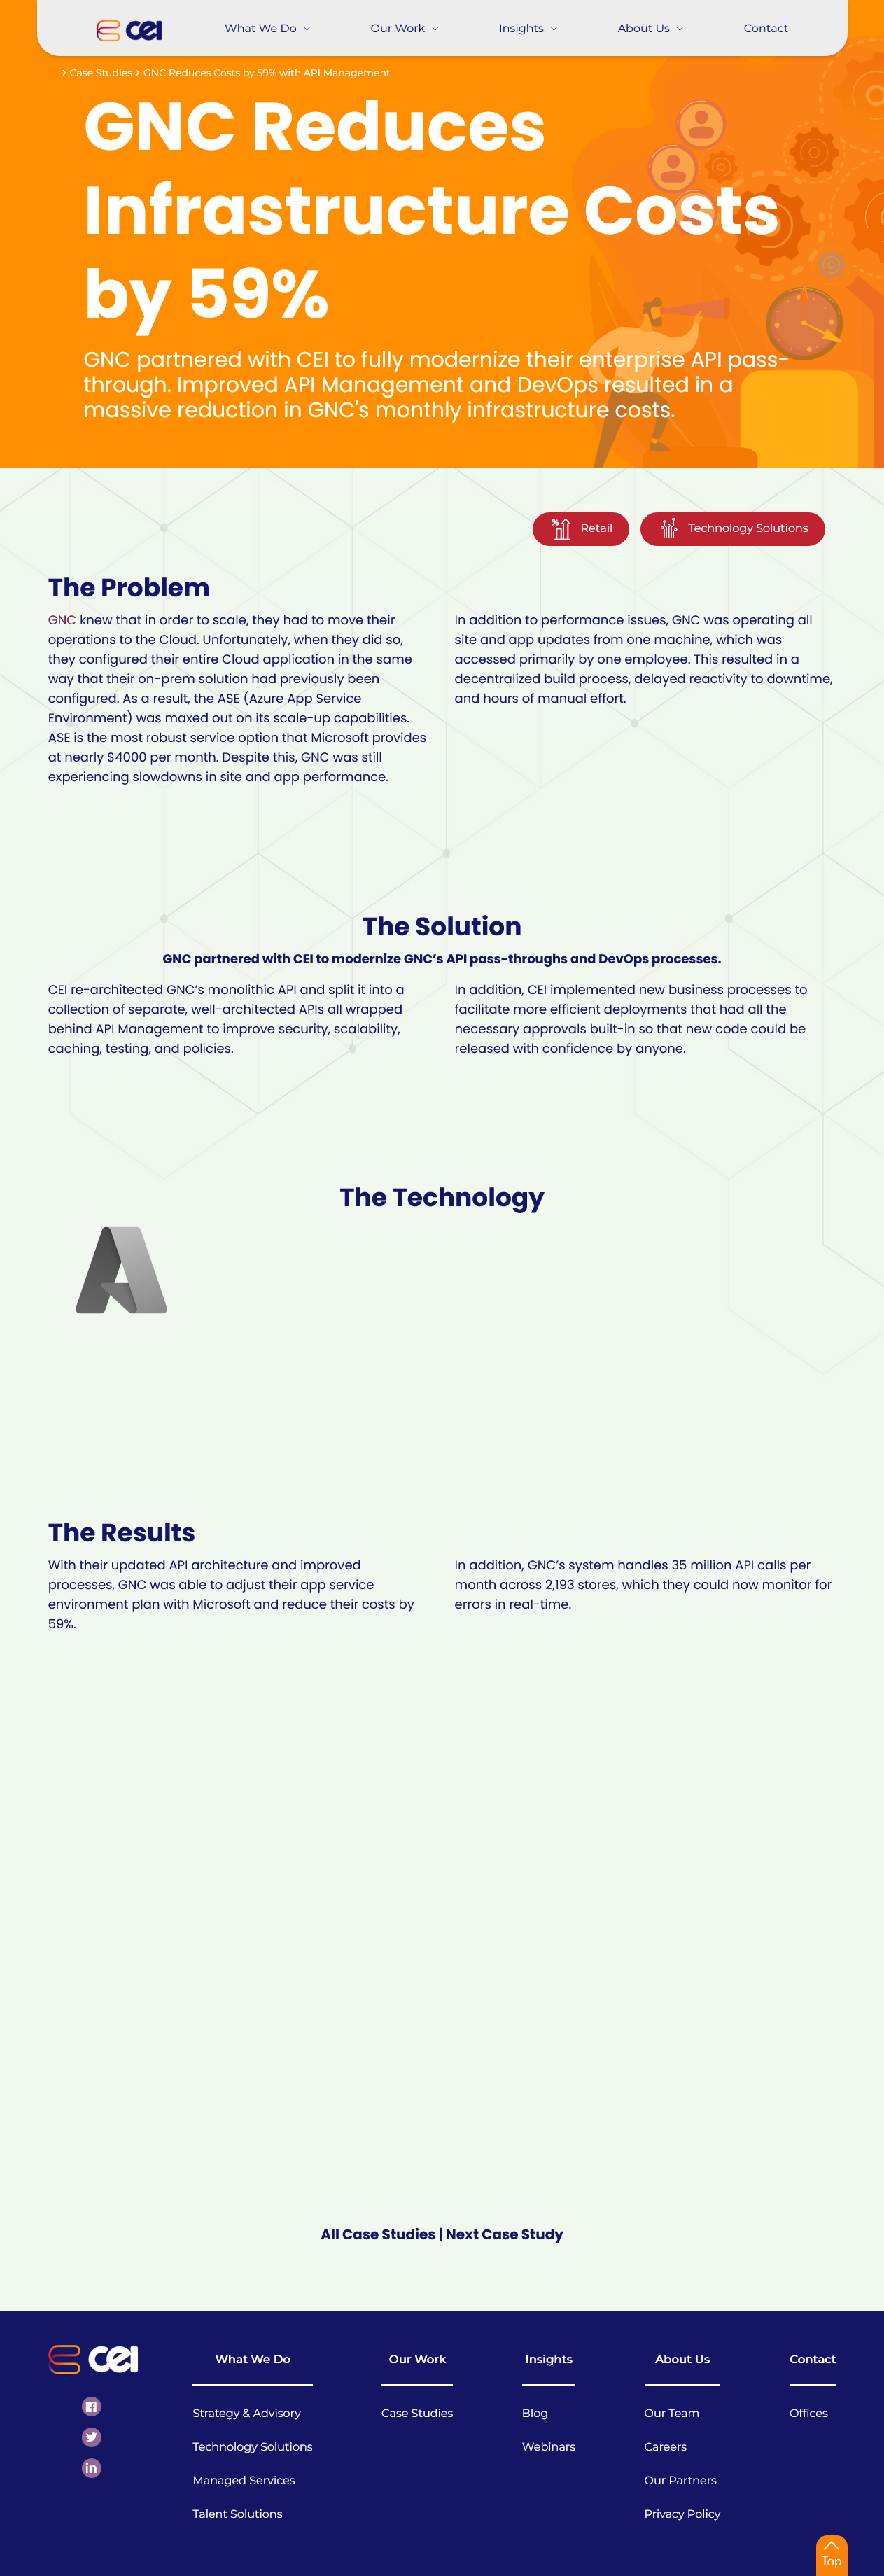 CEI
What We Do
Our Work
Insights
About Us
Contact
> Case Studies > GNC Reduces Costs by 59% with API Management
GNC Reduces
Infrastructure Costs
by 59%
GNC partnered with CEI to fully modernize their enterprise API pass-
through. Improved API Management and DevOps resulted in a
massive reduction in GNC's monthly infrastructure costs.
% Retail
Technology Solutions
The Problem
GNC knew that in order to scale, they had to move their
operations to the Cloud. Unfortunately, when they did so,
they configured their entire Cloud application in the same
way that their on-prem solution had previously been
configured. As a result, the ASE (Azure App Service
Environment) was maxed out on its scale-up capabilities.
ASE is the most robust service option that Microsoft provides
at nearly $4000 per month. Despite this, GNC was still
experiencing slowdowns in site and app performance.
In addition to performance issues, GNC was operating all
site and app updates from one machine, which was
accessed primarily by one employee. This resulted in a
decentralized build process, delayed reactivity to downtime,
and hours of manual effort.
The Solution
GNC partnered with CEI to modernize GNC’s API pass-throughs and DevOps processes.
CEI re-architected GNC’s monolithic API and split it into a
collection of separate, well-architected APIs all wrapped
behind API Management to improve security, scalability,
caching, testing, and policies.
In addition, CEI implemented new business processes to
facilitate more efficient deployments that had all the
necessary approvals built-in so that new code could be
released with confidence by anyone.
The Technology
The Results
With their updated API architecture and improved
processes, GNC was able to adjust their app service
environment plan with Microsoft and reduce their costs by
59%.
In addition, GNC’s system handles 35 million API calls per
month across 2,193 stores, which they could now monitor for
errors in real-time.
All Case Studies | Next Case Study
CEI
What We Do
Strategy & Advisory
Technology Solutions
Managed Services
Talent Solutions
Our Work
Case Studies
Insights
Blog
Webinars
About Us
Our Team
Careers
Our Partners
Privacy Policy
Contact
Offices
Top